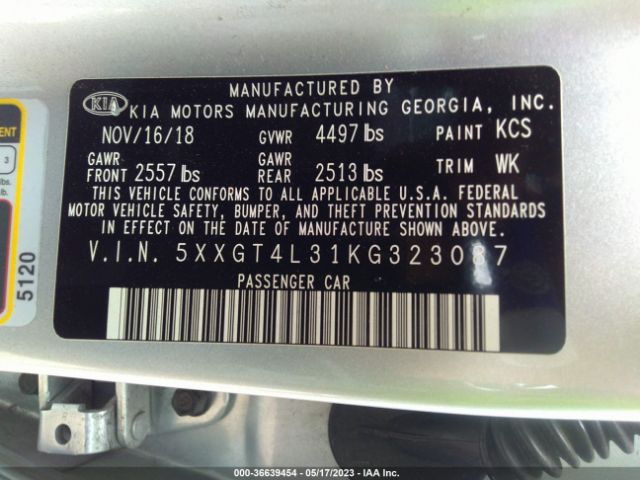 MANUFACTURED BY
KIA KIA MOTORS MANUFACTURING GEORGIA, INC.
NOV/16/18 GVWR 4497 lbs PAINT KCS
GAWR FRONT 2557 lbs GAWR REAR 2513 lbs TRIM WK
THIS VEHICLE CONFORMS TO ALL APPLICABLE U.S.A. FEDERAL
MOTOR VEHICLE SAFETY, BUMPER, AND THEFT PREVENTION STANDARDS
IN EFFECT ON THE DATE OF MANUFACTURE SHOWN ABOVE.
V.I.N. 5XXGT4L31KG323087
PASSENGER CAR
3
5120
000-36639454 - 05/17/2023 - IAA Inc.